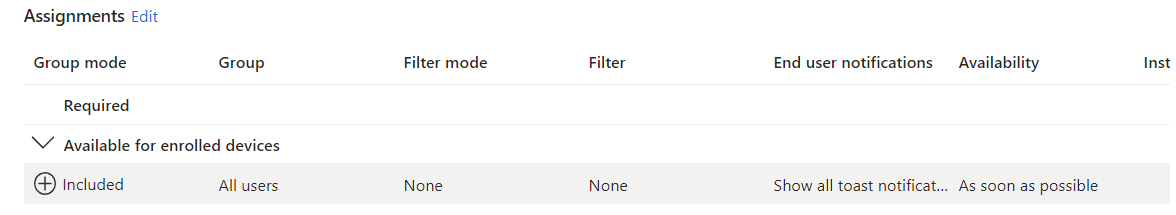 Assignments Edit
Group mode Group Filter mode Filter End user notifications Availability Inst
Required
Available for enrolled devices
Included All users None None Show all toast notificat... As soon as possible